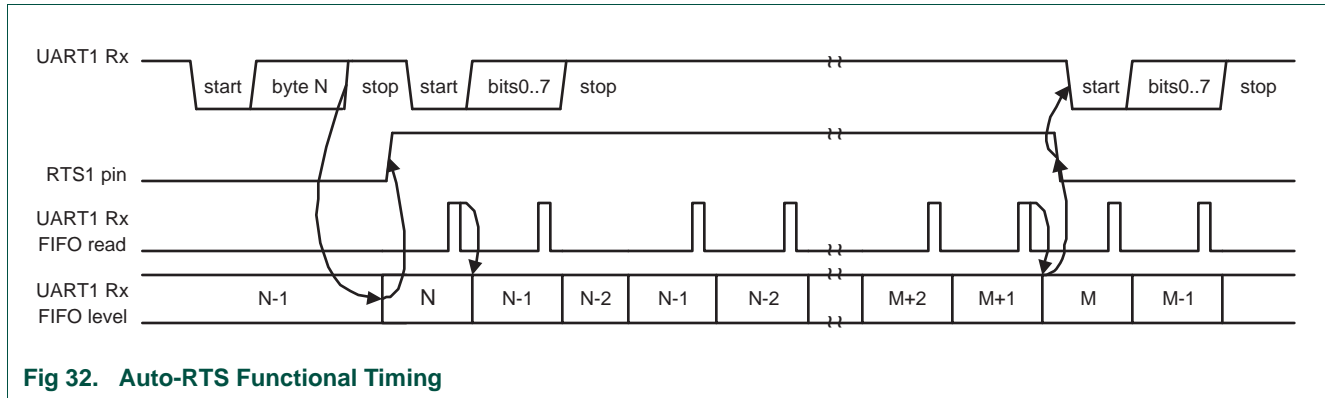 UART1 Rx
start byte N stop start bits0..7 stop start bits0..7 stop
RTS1 pin
UART1 Rx
FIFO read
UART1 Rx
FIFO level
N-1 N N-1 N-2 N-1 N-2 M+2 M+1 M M-1
Fig 32. Auto-RTS Functional Timing